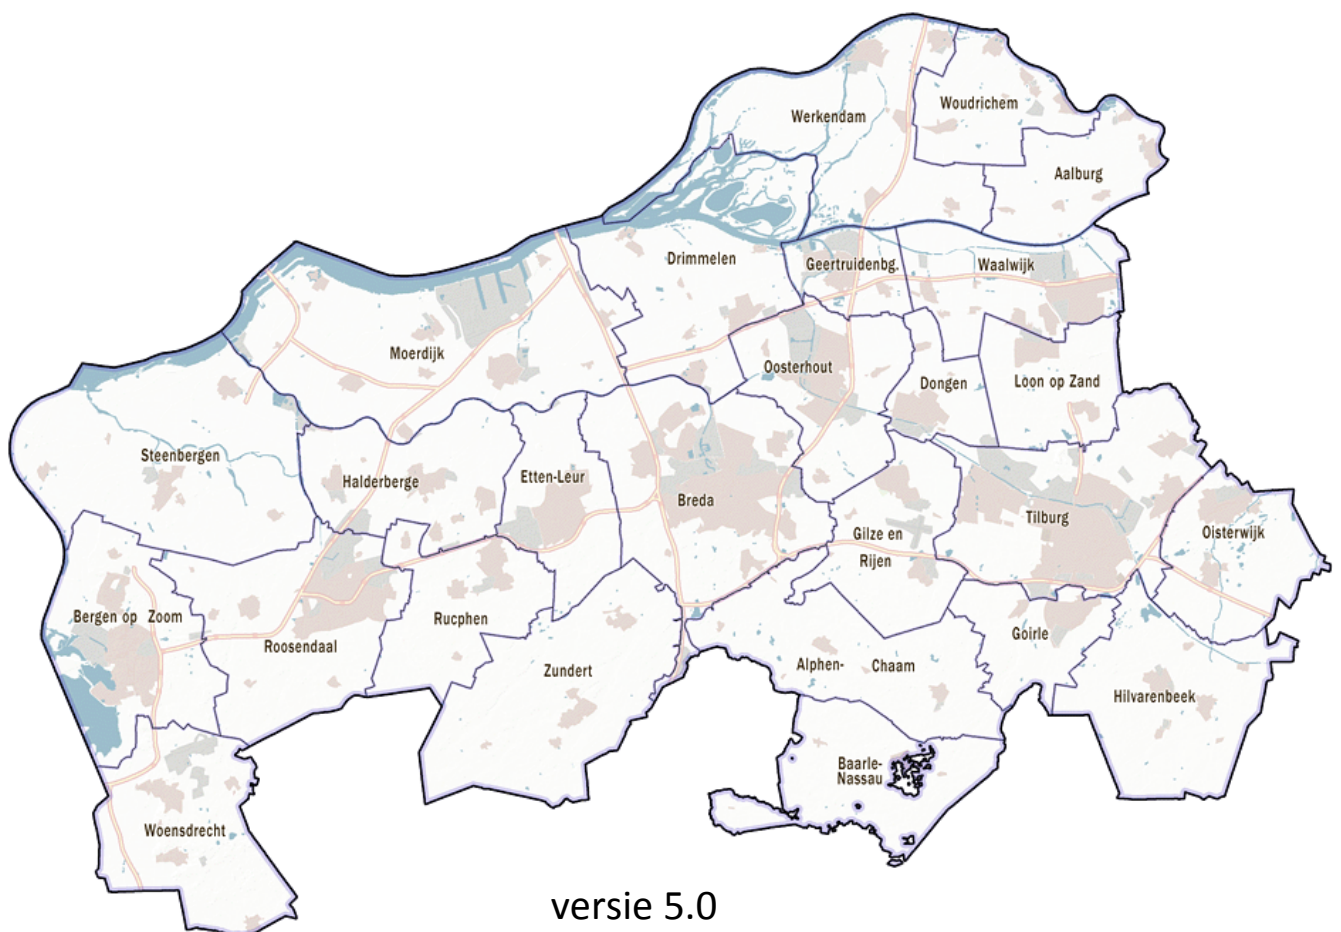 Woudrichem
Werkendam
Aalburg
Drimmelen
Geertruidenbg.
Waalwijk
Moerdijk
Oosterhout
Dongen
Loon op Zand
Steenbergen
Halderberge
Etten-Leur
Breda
Tilburg
Gilze en
Rijen
Oisterwijk
Bergen op Zoom
Roosendaal
Rucphen
Goirle
Zundert
Alphen- Chaam
Hilvarenbeek
Baarle-
Nassau
Woensdrecht
versie 5.0